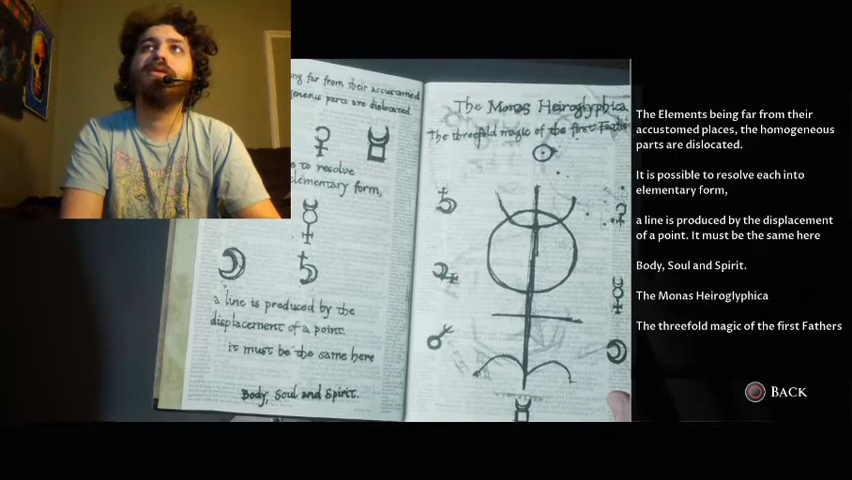 ng far from their accustomed
geneous parts are dislocated
e to resolve
elementary form,
a line is produced by the
displacement of a point.
it must be the same here
Body, Soul and Spirit.
The Monas Heiroglyphica
The threefold magic of the first Father
The Elements being far from their
accustomed places, the homogeneous
parts are dislocated.
It is possible to resolve each into
elementary form,
a line is produced by the displacement
of a point. It must be the same here
Body, Soul and Spirit.
The Monas Heiroglyphica
The threefold magic of the first Fathers
BACK